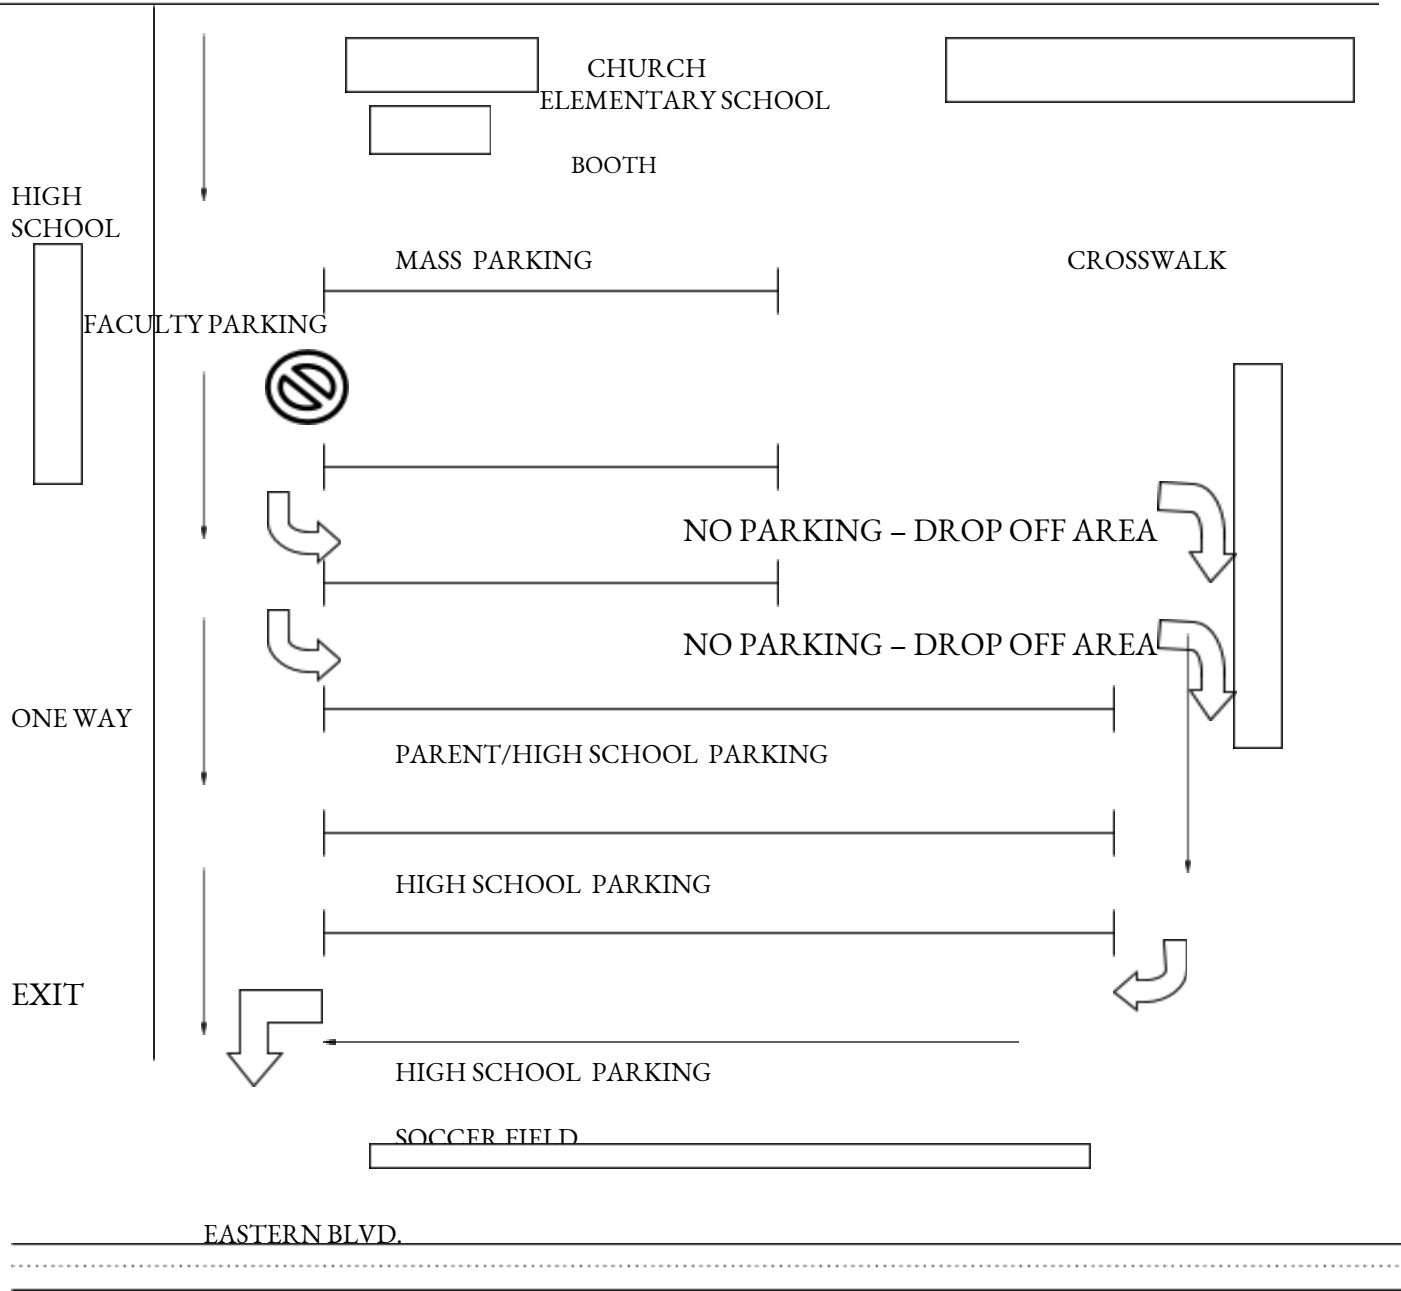 CHURCH
ELEMENTARY SCHOOL
BOOTH
HIGH
SCHOOL
MASS PARKING
CROSSWALK
FACULTY PARKING
NO PARKING – DROP OFF AREA
NO PARKING – DROP OFF AREA
ONE WAY
PARENT/HIGH SCHOOL PARKING
HIGH SCHOOL PARKING
EXIT
HIGH SCHOOL PARKING
SOCCER FIELD
EASTERN BLVD.